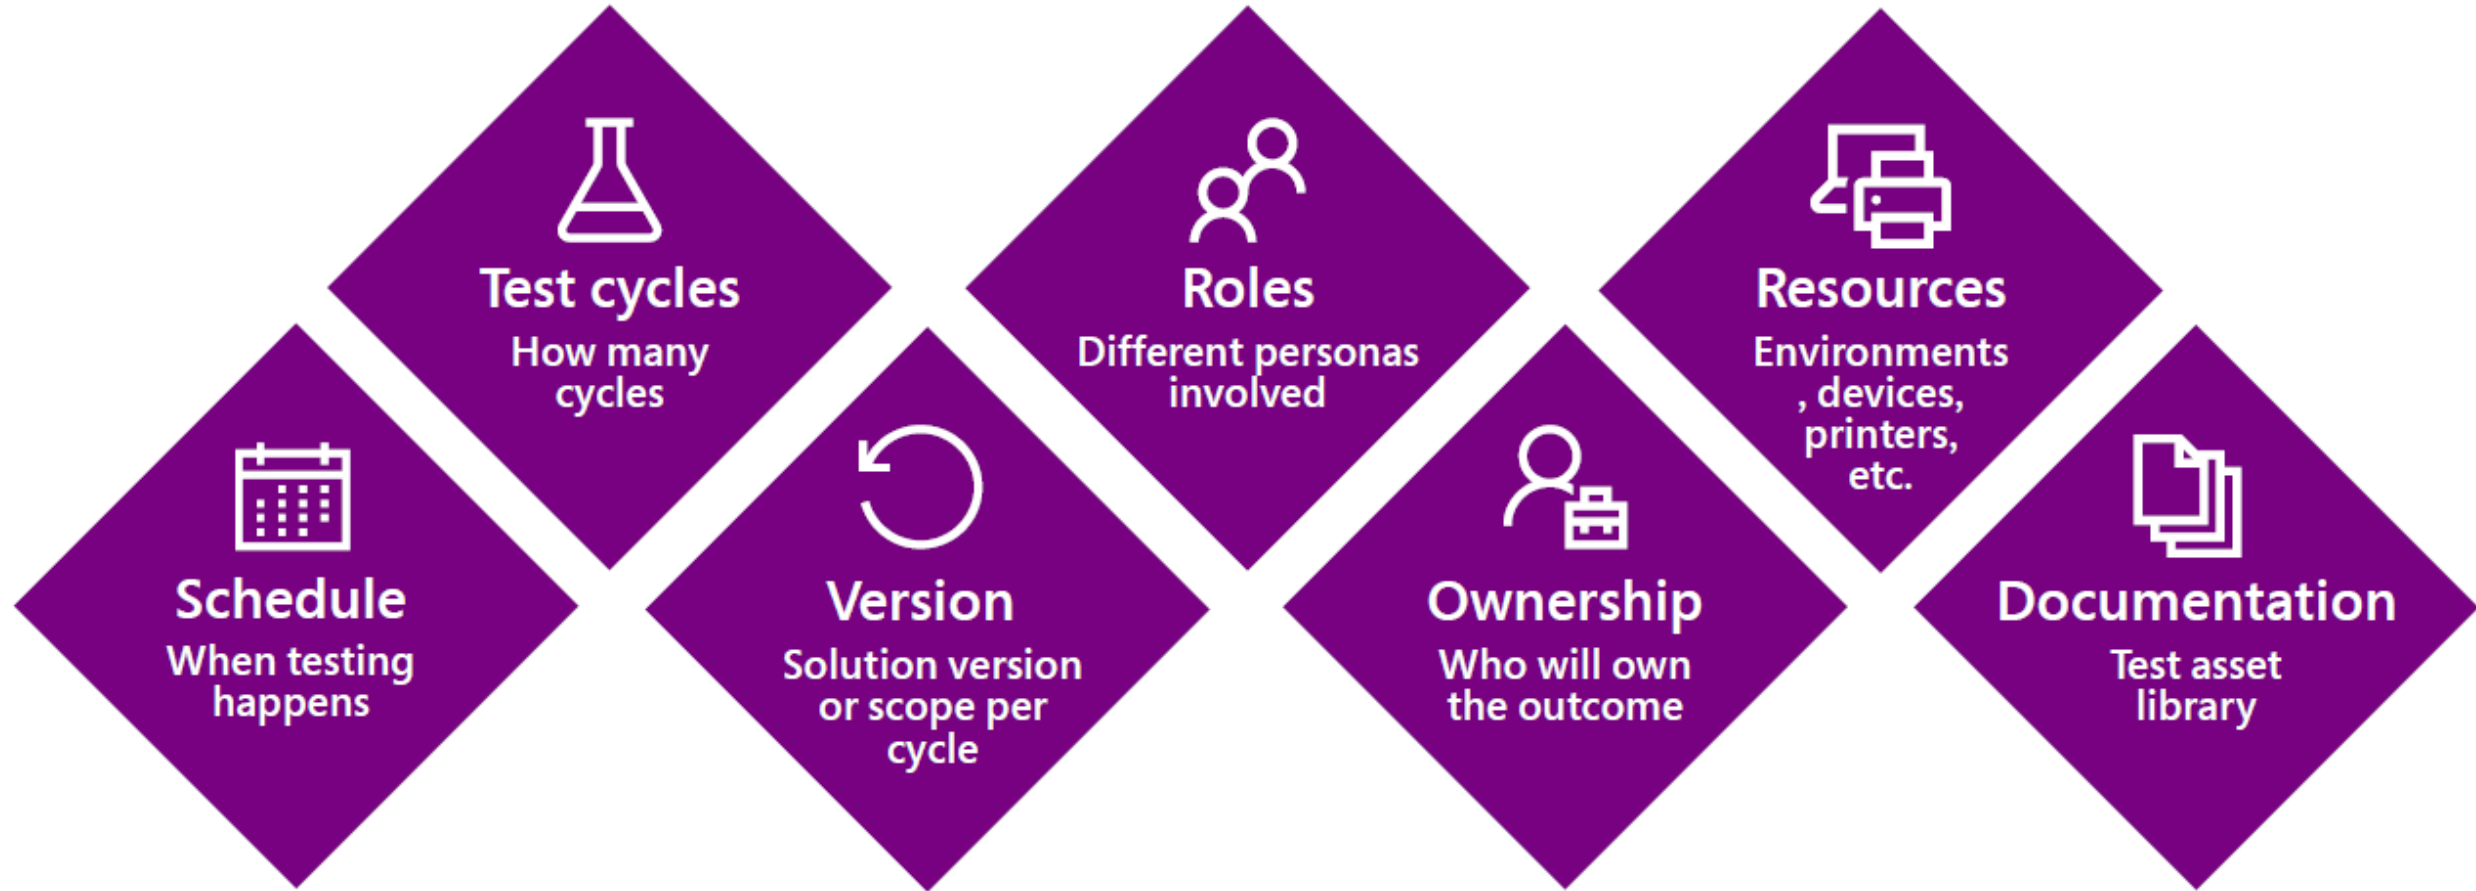 Schedule
When testing
happens
Test cycles
How many
cycles
Version
Solution version
or scope per
cycle
Roles
Different personas
involved
Ownership
Who will own
the outcome
Resources
Environments
, devices,
printers,
etc.
Documentation
Test asset
library